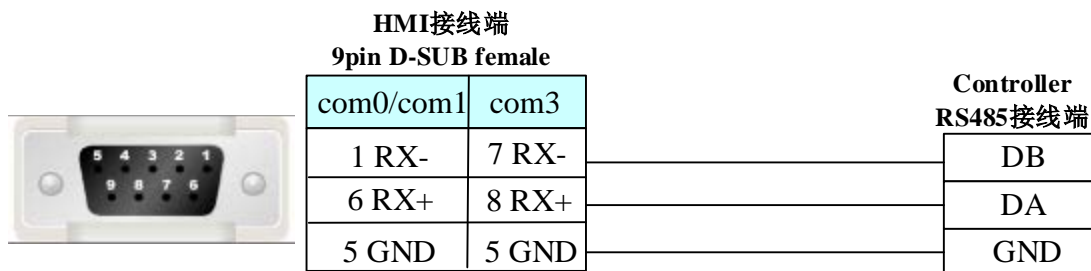 HMI接线端
9pin D-SUB female
com0/com1 com3
Controller
RS485接线端
5 4 3 2 1
9 8 7 6
1 RX- 7 RX- DB
6 RX+ 8 RX+ DA
5 GND 5 GND GND